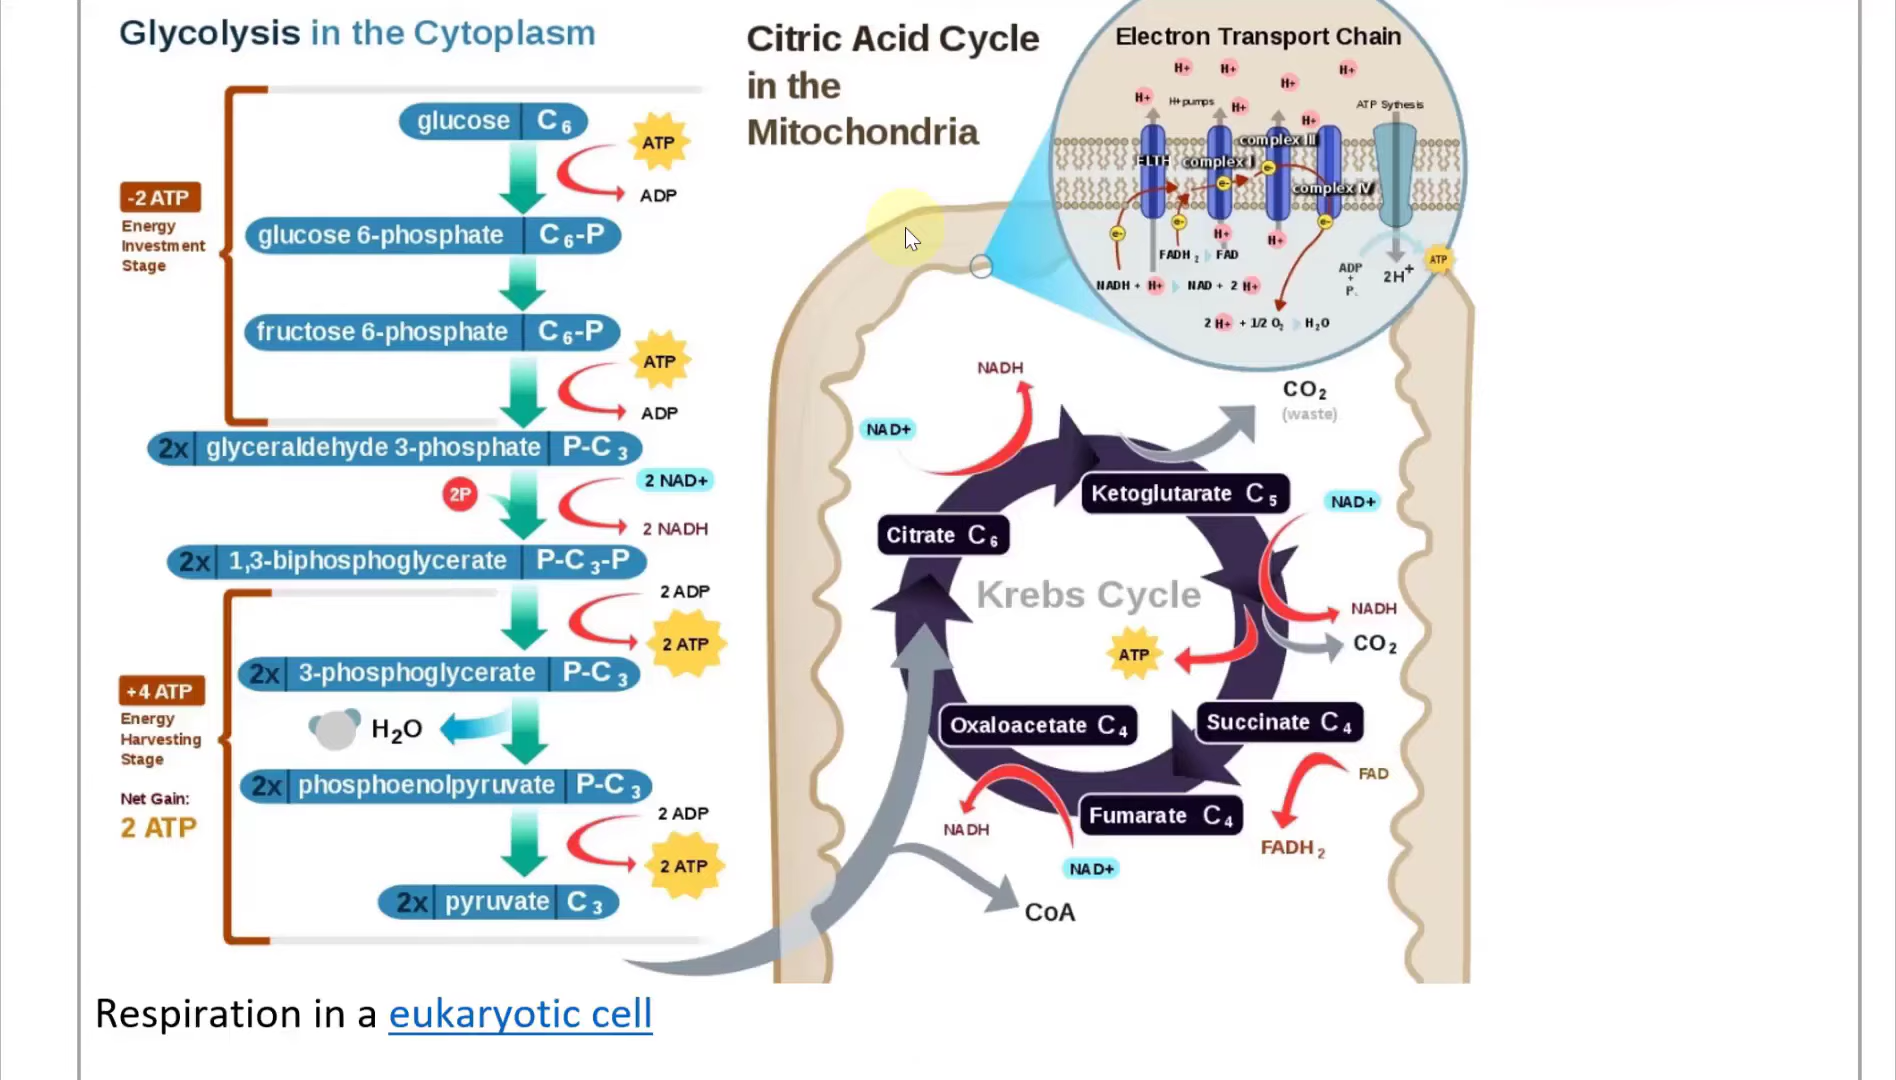 Glycolysis in the Cytoplasm
glucose C6
ATP
ADP
-2 ATP
Energy
Investment
Stage
glucose 6-phosphate C6-P
fructose 6-phosphate C6-P
ATP
ADP
2x glyceraldehyde 3-phosphate P-C3
2P
2 NAD+
2 NADH
2x 1,3-biphosphoglycerate P-C3-P
2 ADP
2 ATP
2x 3-phosphoglycerate P-C3
+4 ATP
Energy
Harvesting
Stage
H2O
Net Gain:
2 ATP
2x phosphoenolpyruvate P-C3
2 ADP
2 ATP
2x pyruvate C3
Citric Acid Cycle
in the
Mitochondria
Electron Transport Chain
H+
H+
H+
H+
H+
H+ pumps
H+
H+
ATP Sythesis
complex III
complex I
complex IV
e-
e-
e-
e-
e-
H+
H+
FADH2 FAD
NADH + H+ NAD + 2 H+
2 H+ + 1/2 O2 H2O
ADP
+
P
2H+
ATP
NADH
NAD+
CO2
(waste)
Ketoglutarate C5
NAD+
Citrate C6
Krebs Cycle
NADH
CO2
ATP
Oxaloacetate C4
Succinate C4
FAD
Fumarate C4
FADH2
NADH
NAD+
CoA
Respiration in a eukaryotic cell